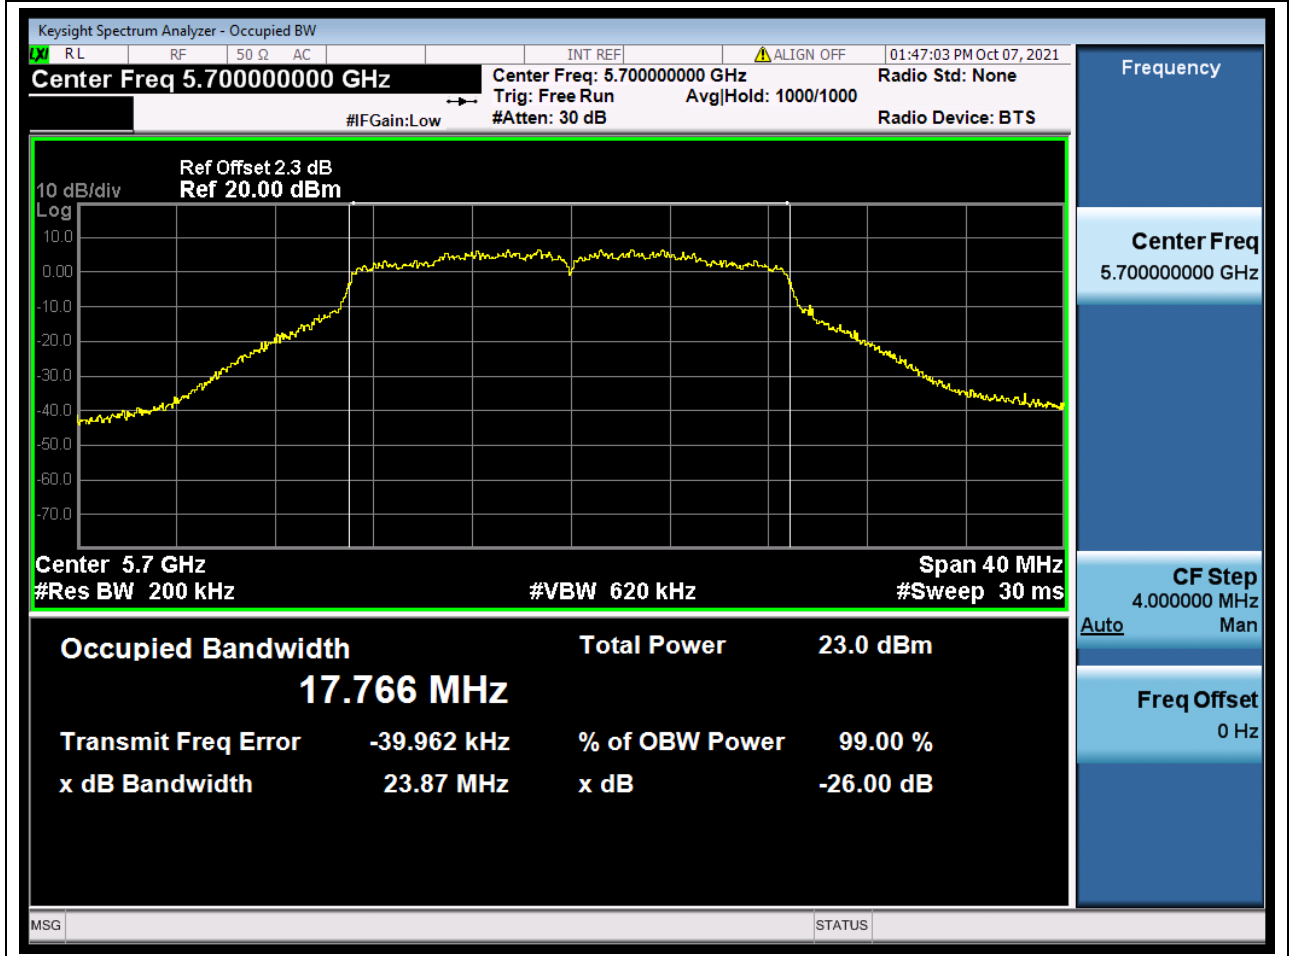 Keysight Spectrum Analyzer - Occupied BW
LXI RL RF 50 Ω AC INT REF ALIGN OFF 01:47:03 PM Oct 07, 2021
Center Freq 5.700000000 GHz
Center Freq: 5.700000000 GHz
Radio Std: None
Trig: Free Run Avg|Hold: 1000/1000
#IFGain:Low
#Atten: 30 dB
Radio Device: BTS
Ref Offset 2.3 dB
10 dB/div Ref 20.00 dBm
Log
10.0
0.00
-10.0
-20.0
-30.0
-40.0
-50.0
-60.0
-70.0
Center 5.7 GHz Span 40 MHz
#Res BW 200 kHz #VBW 620 kHz #Sweep 30 ms
Occupied Bandwidth Total Power 23.0 dBm
17.766 MHz
Transmit Freq Error -39.962 kHz % of OBW Power 99.00 %
x dB Bandwidth 23.87 MHz x dB -26.00 dB
Frequency
Center Freq
5.700000000 GHz
CF Step
4.000000 MHz
Auto Man
Freq Offset
0 Hz
MSG STATUS